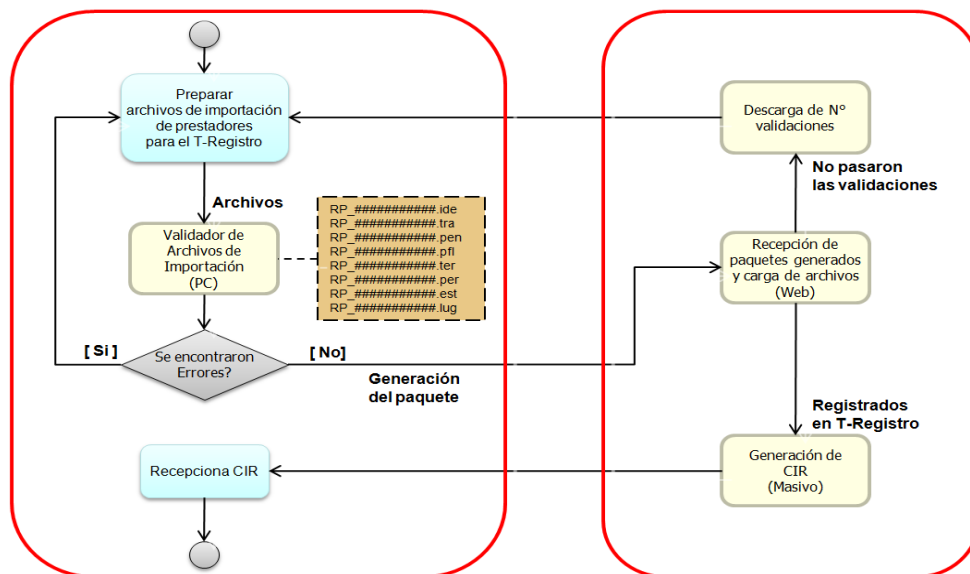 Preparar
archivos de importación
de prestadores
para el T-Registro
Descarga de N°
validaciones
No pasaron
las validaciones
Archivos
RP_###########.ide
RP_###########.tra
RP_###########.pen
RP_###########.pfl
RP_###########.ter
RP_###########.per
RP_###########.est
RP_###########.lug
Validador de
Archivos de
Importación
(PC)
Recepción de
paquetes generados
y carga de archivos
(Web)
[ Si ]
Se encontraron
Errores?
[ No]
Generación
del paquete
Registrados
en T-Registro
Recepciona CIR
Generación de
CIR
(Masivo)